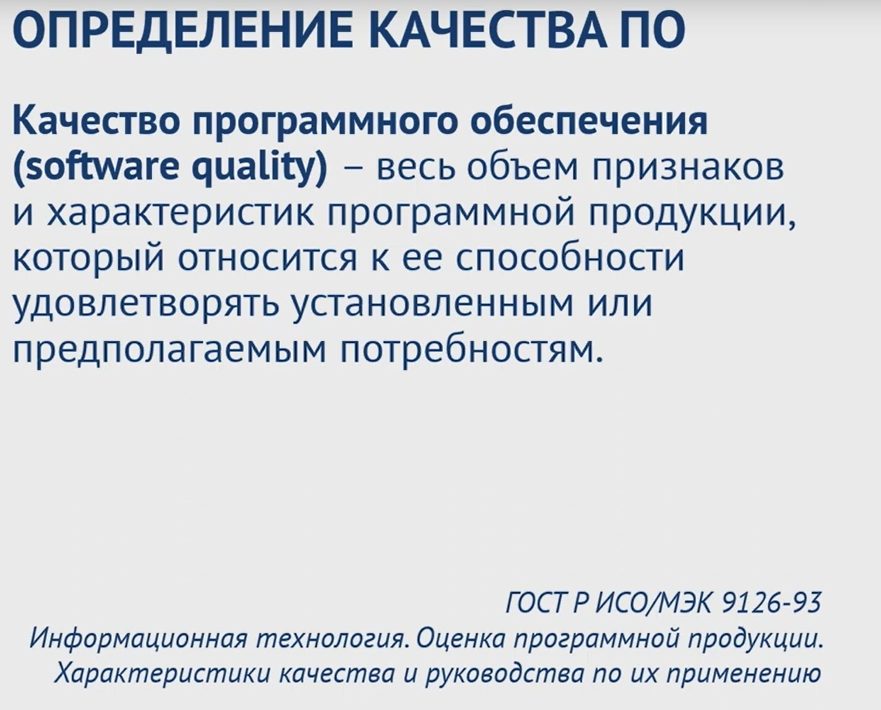 ОПРЕДЕЛЕНИЕ КАЧЕСТВА ПО
Качество программного обеспечения
(software quality) – весь объем признаков
и характеристик программной продукции,
который относится к ее способности
удовлетворять установленным или
предполагаемым потребностям.
ГОСТ Р ИСО/МЭК 9126-93
Информационная технология. Оценка программной продукции.
Характеристики качества и руководства по их применению